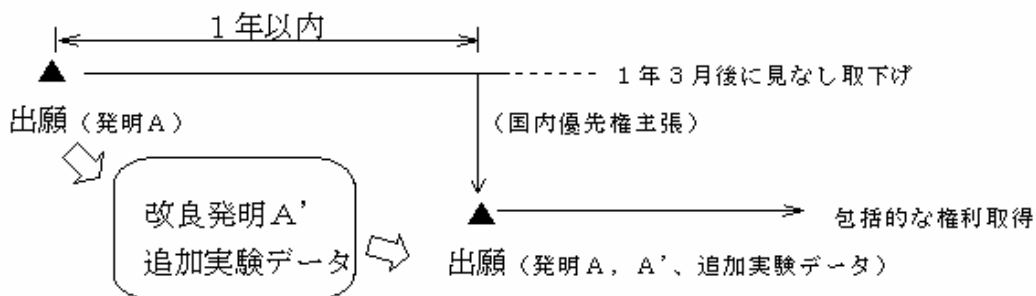 １年以内
１年３月後に見なし取下げ
出願（発明Ａ）
（国内優先権主張）
改良発明Ａ’
追加実験データ
包括的な権利取得
出願（発明Ａ，Ａ’、追加実験データ）